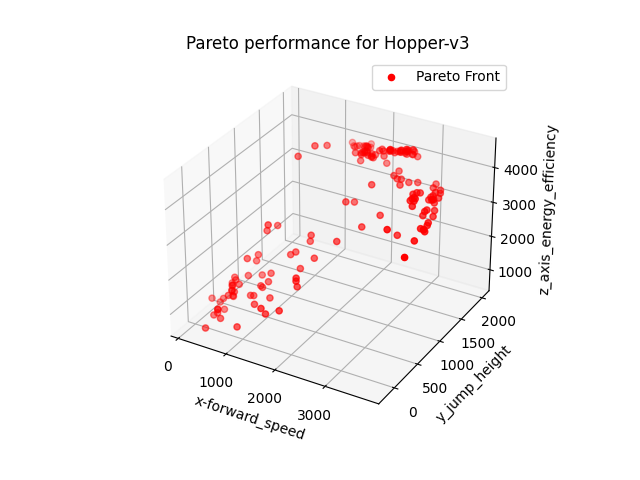 Pareto performance for Hopper-v3
Pareto Front
4000
3000
2000
1000
z_axis_energy_efficiency
2000
1500
1000
500
0
y_jump_height
0
1000
2000
3000
x-forward_speed